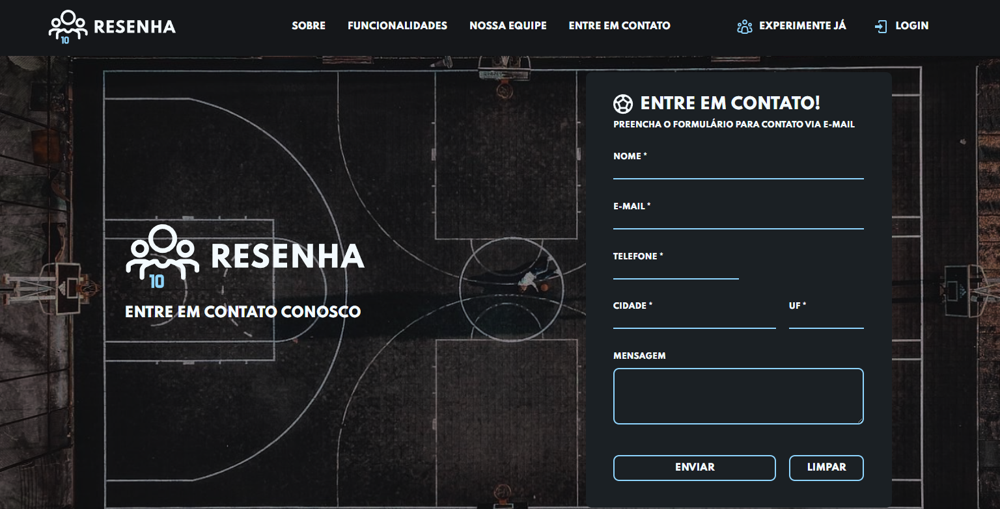 RESENHA
10
SOBRE FUNCIONALIDADES NOSSA EQUIPE ENTRE EM CONTATO EXPERIMENTE JÁ LOGIN
RESENHA
10
ENTRE EM CONTATO CONOSCO
ENTRE EM CONTATO!
PREENCHA O FORMULÁRIO PARA CONTATO VIA E-MAIL
NOME *
E-MAIL *
TELEFONE *
CIDADE * UF *
MENSAGEM
ENVIAR LIMPAR